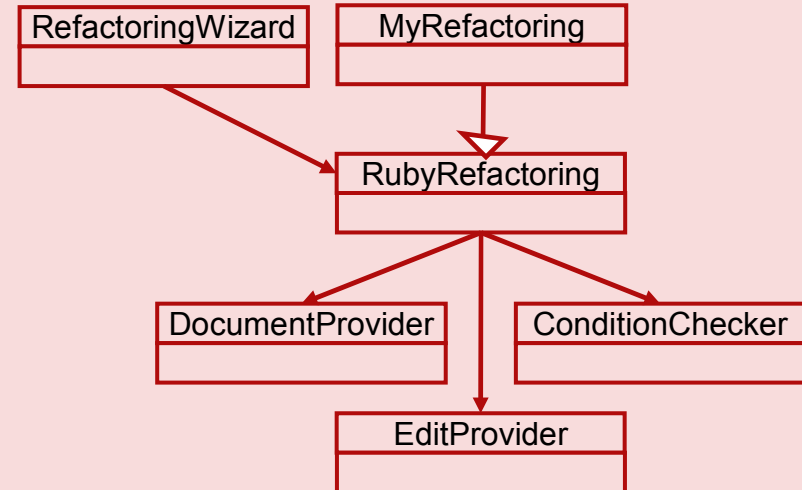 RefactoringWizard
MyRefactoring
RubyRefactoring
DocumentProvider
ConditionChecker
EditProvider